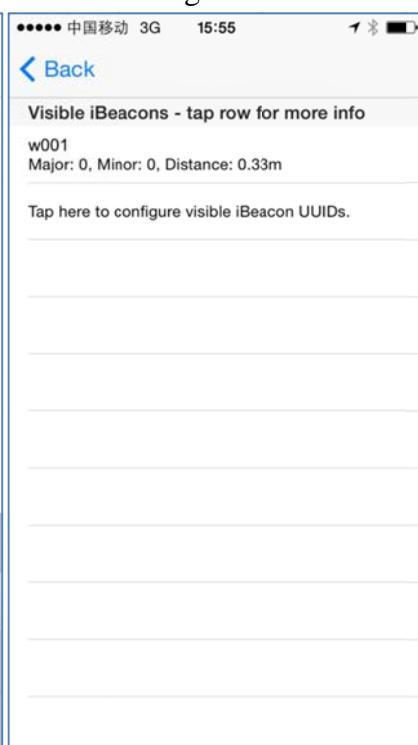 中国移动 3G 15:55
Back
Visible iBeacons - tap row for more info
w001
Major: 0, Minor: 0, Distance: 0.33m
Tap here to configure visible iBeacon UUIDs.